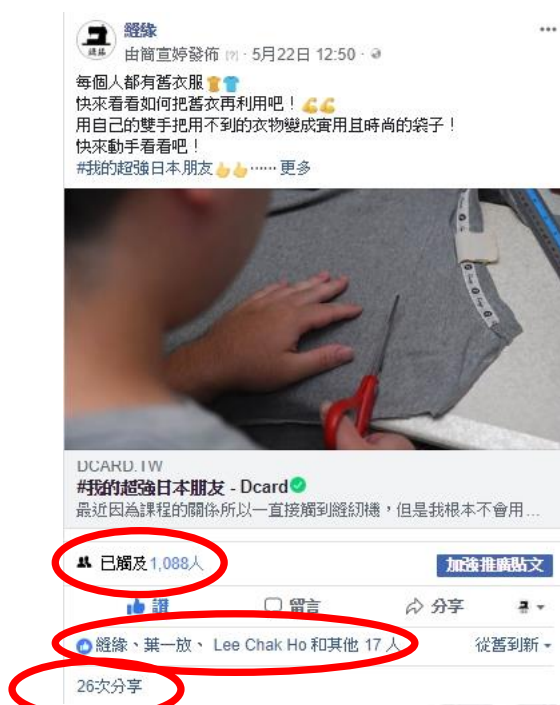 縫緣
由簡宣婷發佈 [?] · 5月22日 12:50 ·
每個人都有舊衣服
快來看看如何把舊衣再利用吧！
用自己的雙手把用不到的衣物變成實用且時尚的袋子！
快來動手看看吧！
#我的超強日本朋友 …… 更多
DCARD.TW
#我的超強日本朋友 - Dcard
最近因為課程的關係所以一直接觸到縫紉機，但是我根本不會用…
已觸及1,088人
加強推廣貼文
讚 留言 分享
縫緣、葉一放、 Lee Chak Ho 和其他 17 人 從舊到新
26次分享